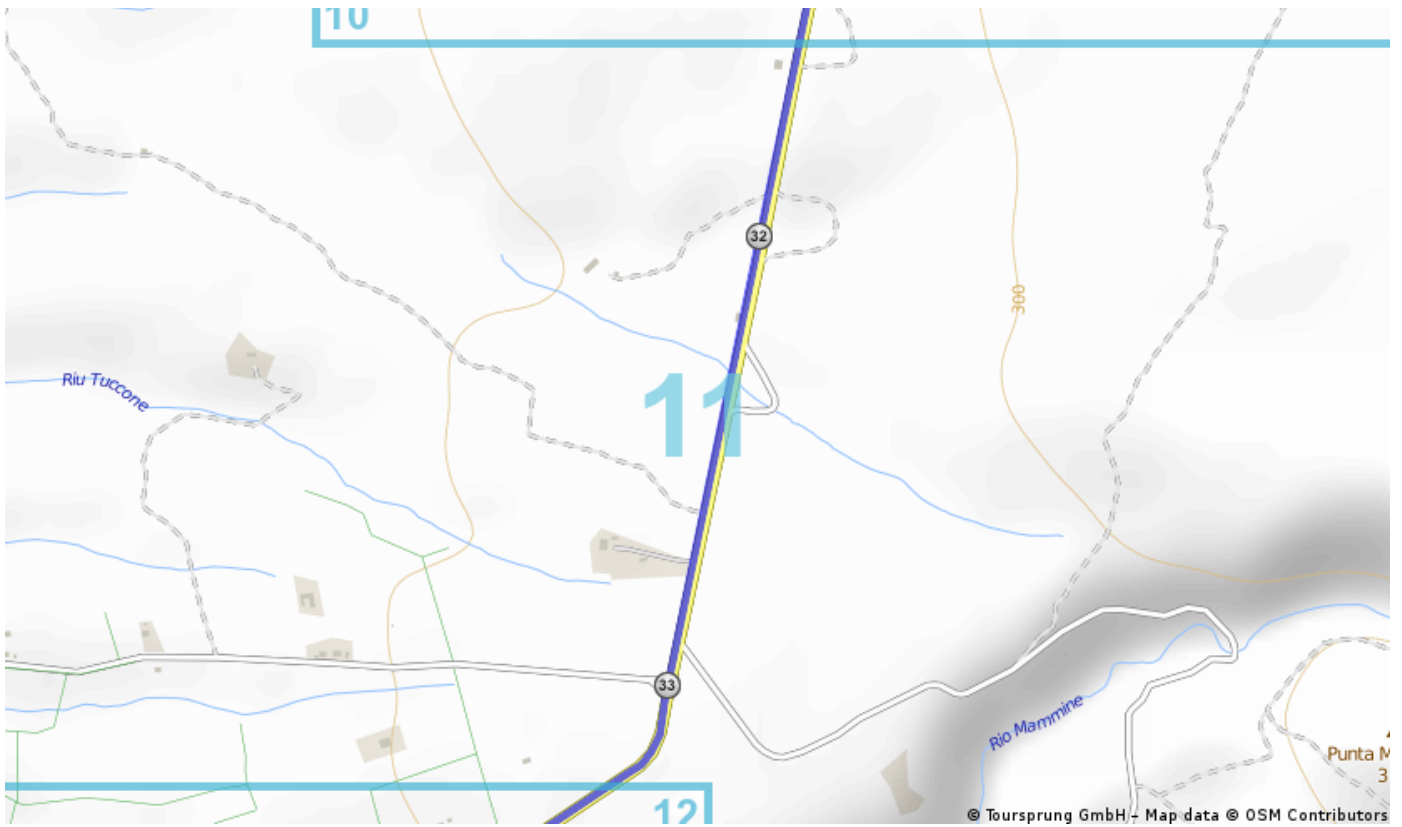 10
32
300
11
Riu Tuccone
33
Rio Mammine
Punta M
3
12
© Toursprung GmbH – Map data © OSM Contributors